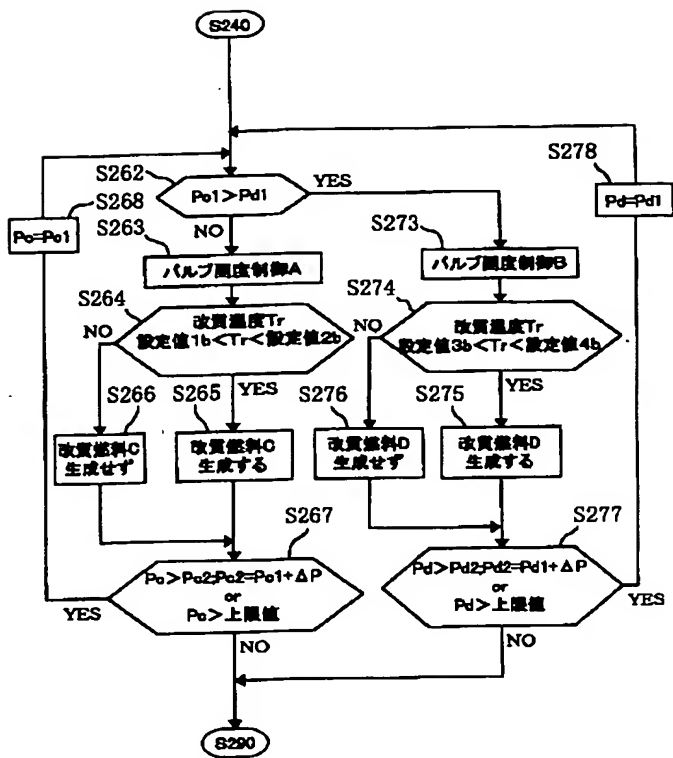 S240
S262
Pc1>Pd1
YES
NO
S268
Pc=Pc1
S278
Pd=Pd1
S263
バルブ開度制御A
S273
バルブ開度制御B
S264
改質温度Tr
設定値1b<Tr<設定値2b
NO
YES
S274
改質温度Tr
設定値3b<Tr<設定値4b
NO
YES
S266
改質燃料C
生成せず
S265
改質燃料C
生成する
S276
改質燃料D
生成せず
S275
改質燃料D
生成する
S267
Pc>Pc2;Pc2=Pc1+ΔP
or
Pc>上限値
YES
NO
S277
Pd>Pd2;Pd2=Pd1+ΔP
or
Pd>上限値
YES
NO
S290